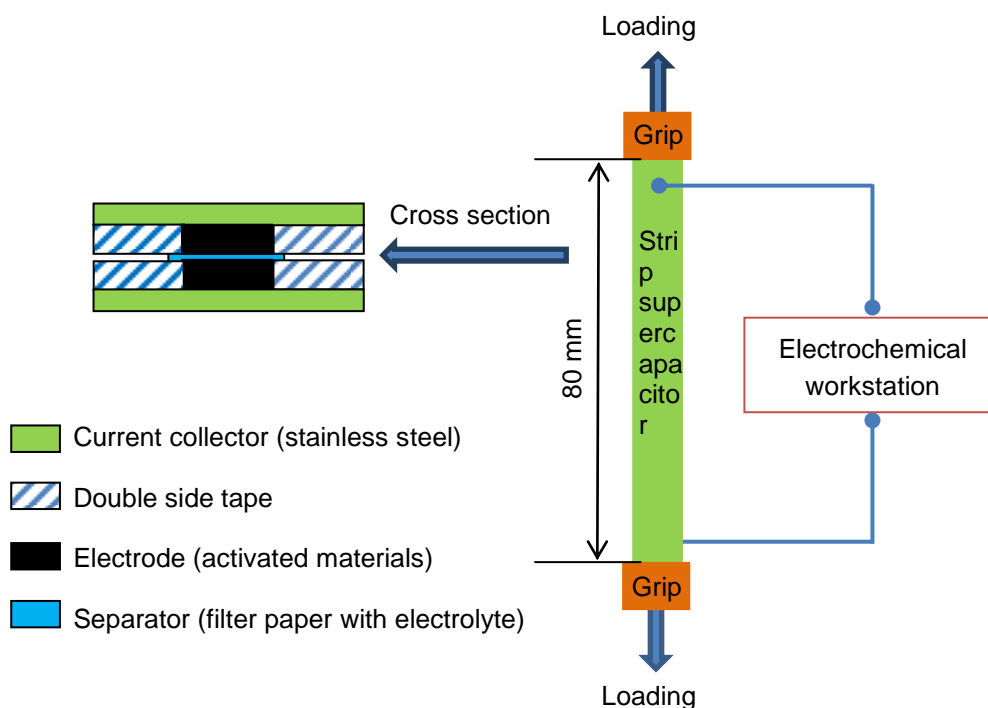 Loading
Grip
Cross section
Stri
p
sup
erc
apa
cito
r
80 mm
Electrochemical
workstation
Current collector (stainless steel)
Double side tape
Electrode (activated materials)
Separator (filter paper with electrolyte)
Grip
Loading